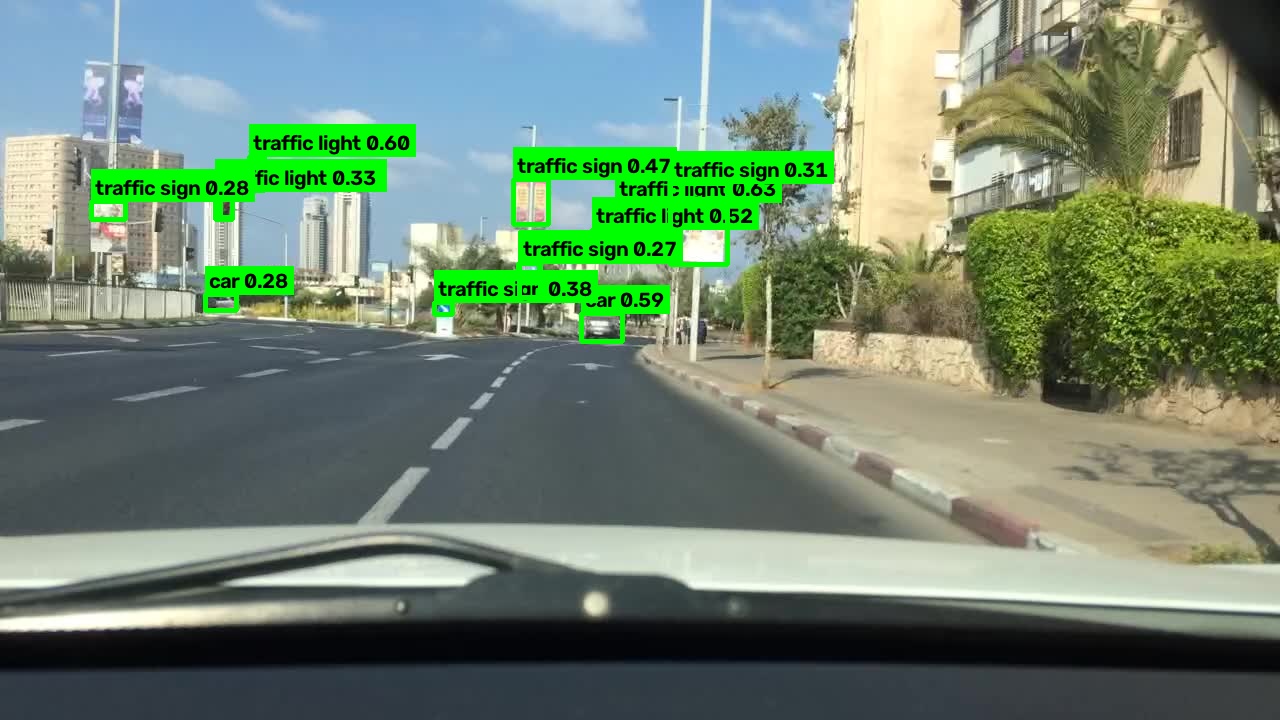 traffic light 0.60
traffic sign 0.47
traffic sign 0.31
fic light 0.33
traffic sign 0.28
traffic light 0.63
traffic light 0.52
traffic sign 0.27
car 0.28
traffic sign 0.38
car 0.59